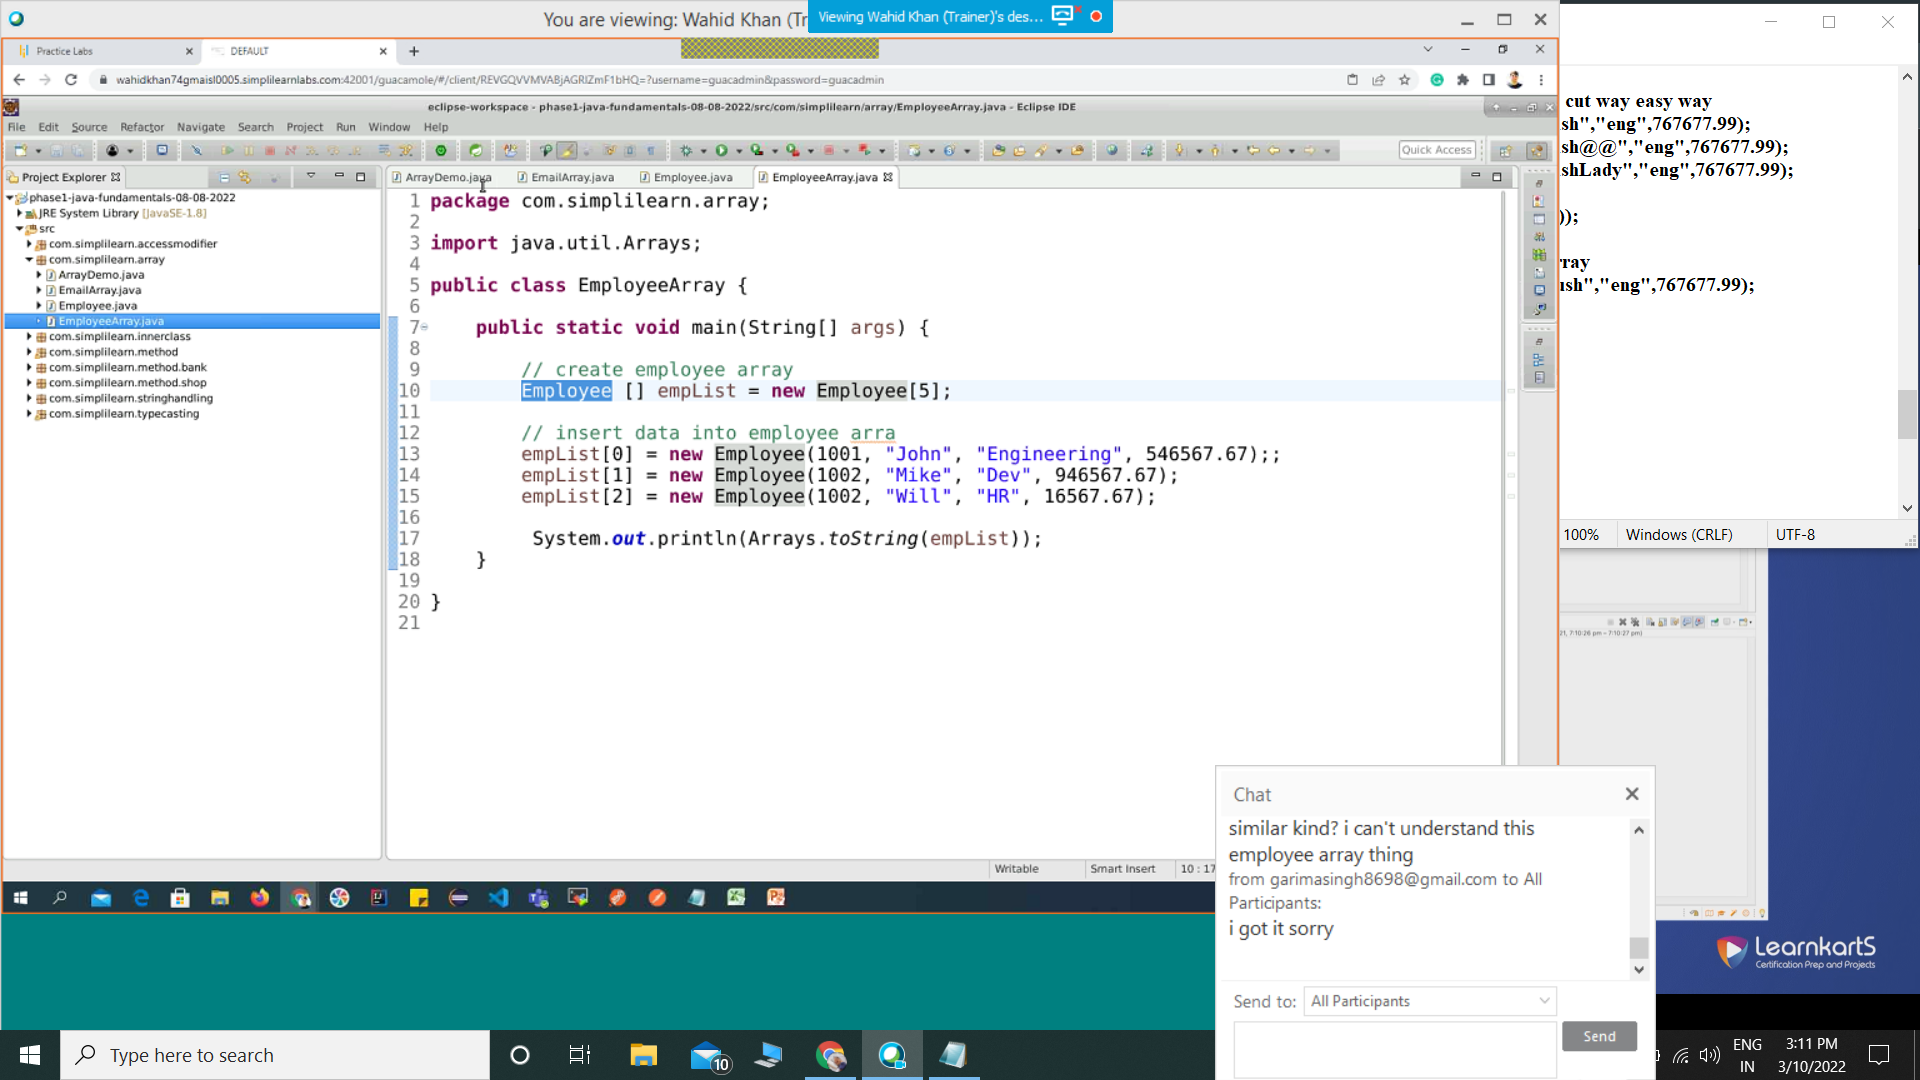 You are viewing: Wahid Khan (Tr
Viewing Wahid Khan (Trainer)'s des...
Practice Labs
DEFAULT
wahidkhan74gmaisl0005.simplilearnlabs.com:42001/guacamole/#/client/REVGQVVMVABjAGRlZmF1bHQ=?username=guacadmin&password=guacadmin
eclipse-workspace - phase1-java-fundamentals-08-08-2022/src/com/simplilearn/array/EmployeeArray.java - Eclipse IDE
File Edit Source Refactor Navigate Search Project Run Window Help
Quick Access
Project Explorer
phase1-java-fundamentals-08-08-2022
JRE System Library [JavaSE-1.8]
src
com.simplilearn.accessmodifier
com.simplilearn.array
ArrayDemo.java
EmailArray.java
Employee.java
EmployeeArray.java
com.simplilearn.innerclass
com.simplilearn.method
com.simplilearn.method.bank
com.simplilearn.method.shop
com.simplilearn.stringhandling
com.simplilearn.typecasting
ArrayDemo.java EmailArray.java Employee.java EmployeeArray.java
1 package com.simplilearn.array;
2
3 import java.util.Arrays;
4
5 public class EmployeeArray {
6
7 public static void main(String[] args) {
8
9 // create employee array
10 Employee [] empList = new Employee[5];
11
12 // insert data into employee arra
13 empList[0] = new Employee(1001, "John", "Engineering", 546567.67);;
14 empList[1] = new Employee(1002, "Mike", "Dev", 946567.67);
15 empList[2] = new Employee(1002, "Will", "HR", 16567.67);
16
17 System.out.println(Arrays.toString(empList));
18 }
19
20 }
21
Writable Smart Insert 10 : 17
cut way easy way
sh","eng",767677.99);
sh@@","eng",767677.99);
shLady","eng",767677.99);
));
rray
ush","eng",767677.99);
100% Windows (CRLF) UTF-8
21, 7:10:26 pm – 7:10:27 pm)
LearnkartS
Certification Prep and Projects
Chat
similar kind? i can't understand this
employee array thing
from garimasingh8698@gmail.com to All
Participants:
i got it sorry
Send to: All Participants
Send
Type here to search
10
ENG
IN
3:11 PM
3/10/2022